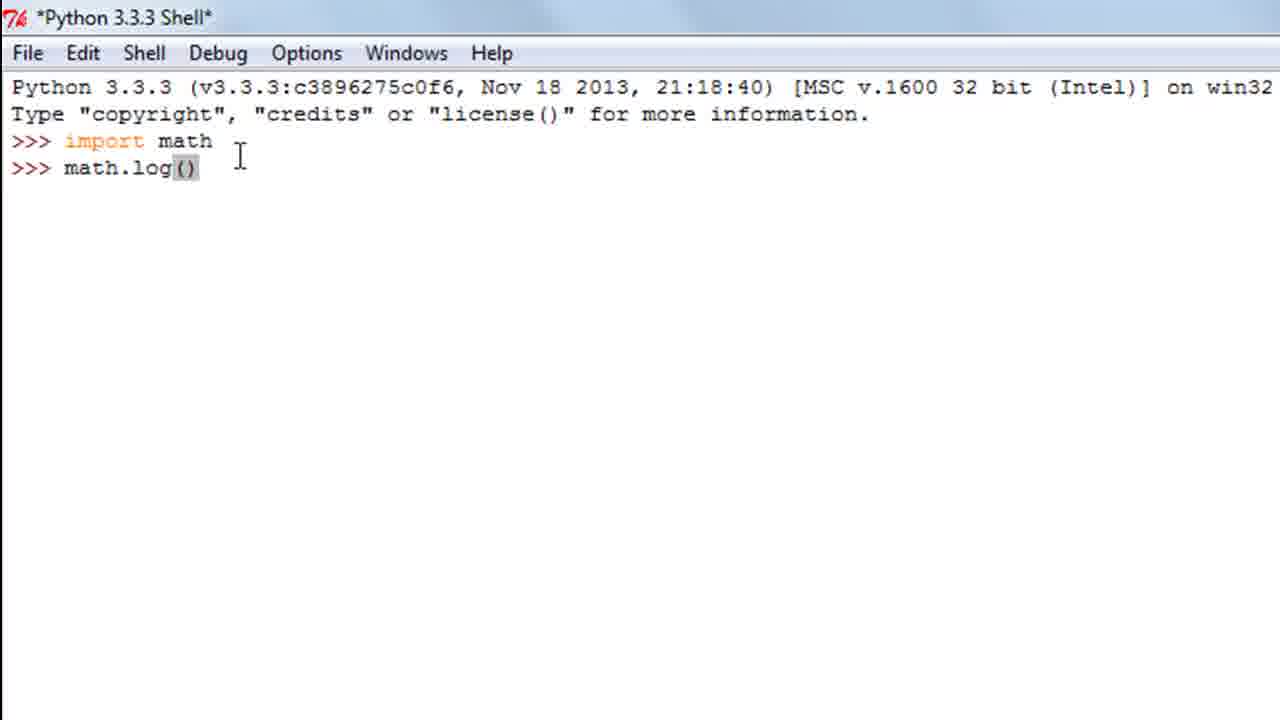 *Python 3.3.3 Shell*
File Edit Shell Debug Options Windows Help
Python 3.3.3 (v3.3.3:c3896275c0f6, Nov 18 2013, 21:18:40) [MSC v.1600 32 bit (Intel)] on win32
Type "copyright", "credits" or "license()" for more information.
>>> import math
>>> math.log()